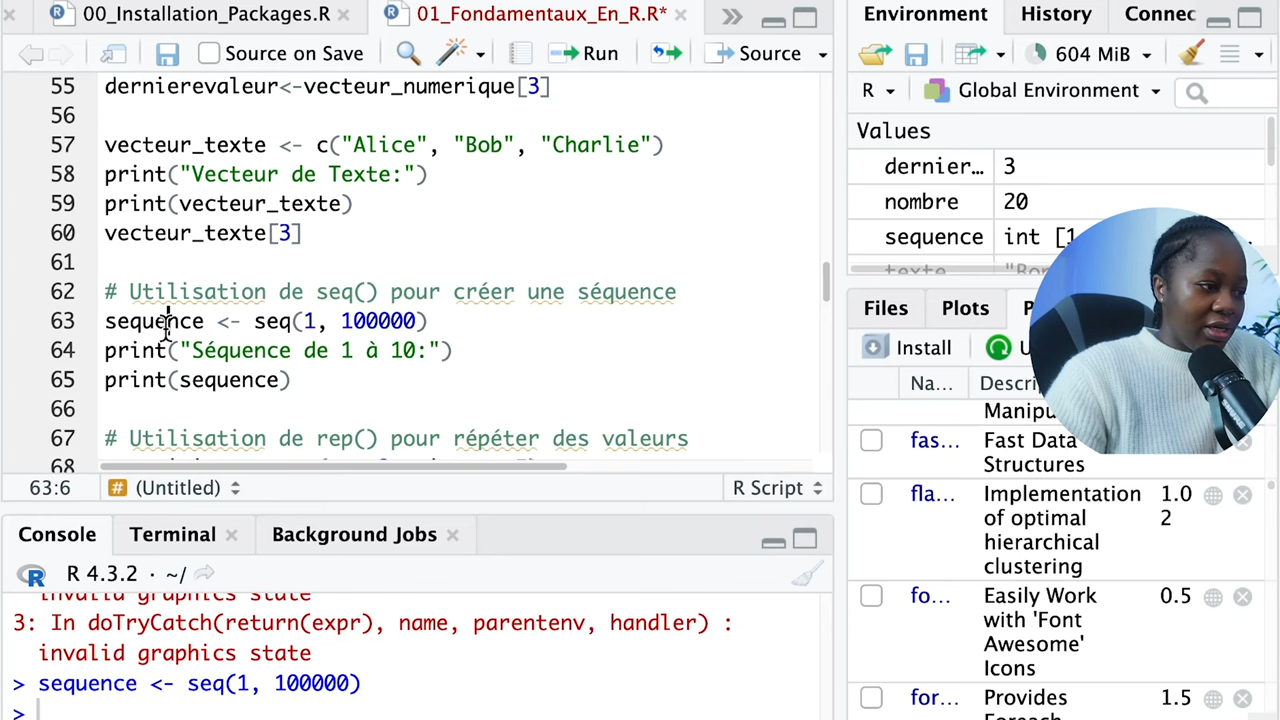 00_Installation_Packages.R
01_Fondamentaux_En_R.R*
Source on Save
Run
Source
55 dernierevaleur<-vecteur_numerique[3]
56
57 vecteur_texte <- c("Alice", "Bob", "Charlie")
58 print("Vecteur de Texte:")
59 print(vecteur_texte)
60 vecteur_texte[3]
61
62 # Utilisation de seq() pour créer une séquence
63 sequence <- seq(1, 100000)
64 print("Séquence de 1 à 10:")
65 print(sequence)
66
67 # Utilisation de rep() pour répéter des valeurs
68
63:6 # (Untitled) R Script
Console Terminal Background Jobs
R 4.3.2 · ~/
invalid graphics state
3: In doTryCatch(return(expr), name, parentenv, handler) :
invalid graphics state
> sequence <- seq(1, 100000)
>
Environment History Connec
604 MiB
R Global Environment
Values
dernier… 3
nombre 20
sequence int [1
texte
Files Plots
Install
Na… Descri
Manipu
fas… Fast Data
Structures
fla… Implementation 1.0
of optimal 2
hierarchical
clustering
fo… Easily Work 0.5
with 'Font
Awesome'
Icons
for… Provides 1.5